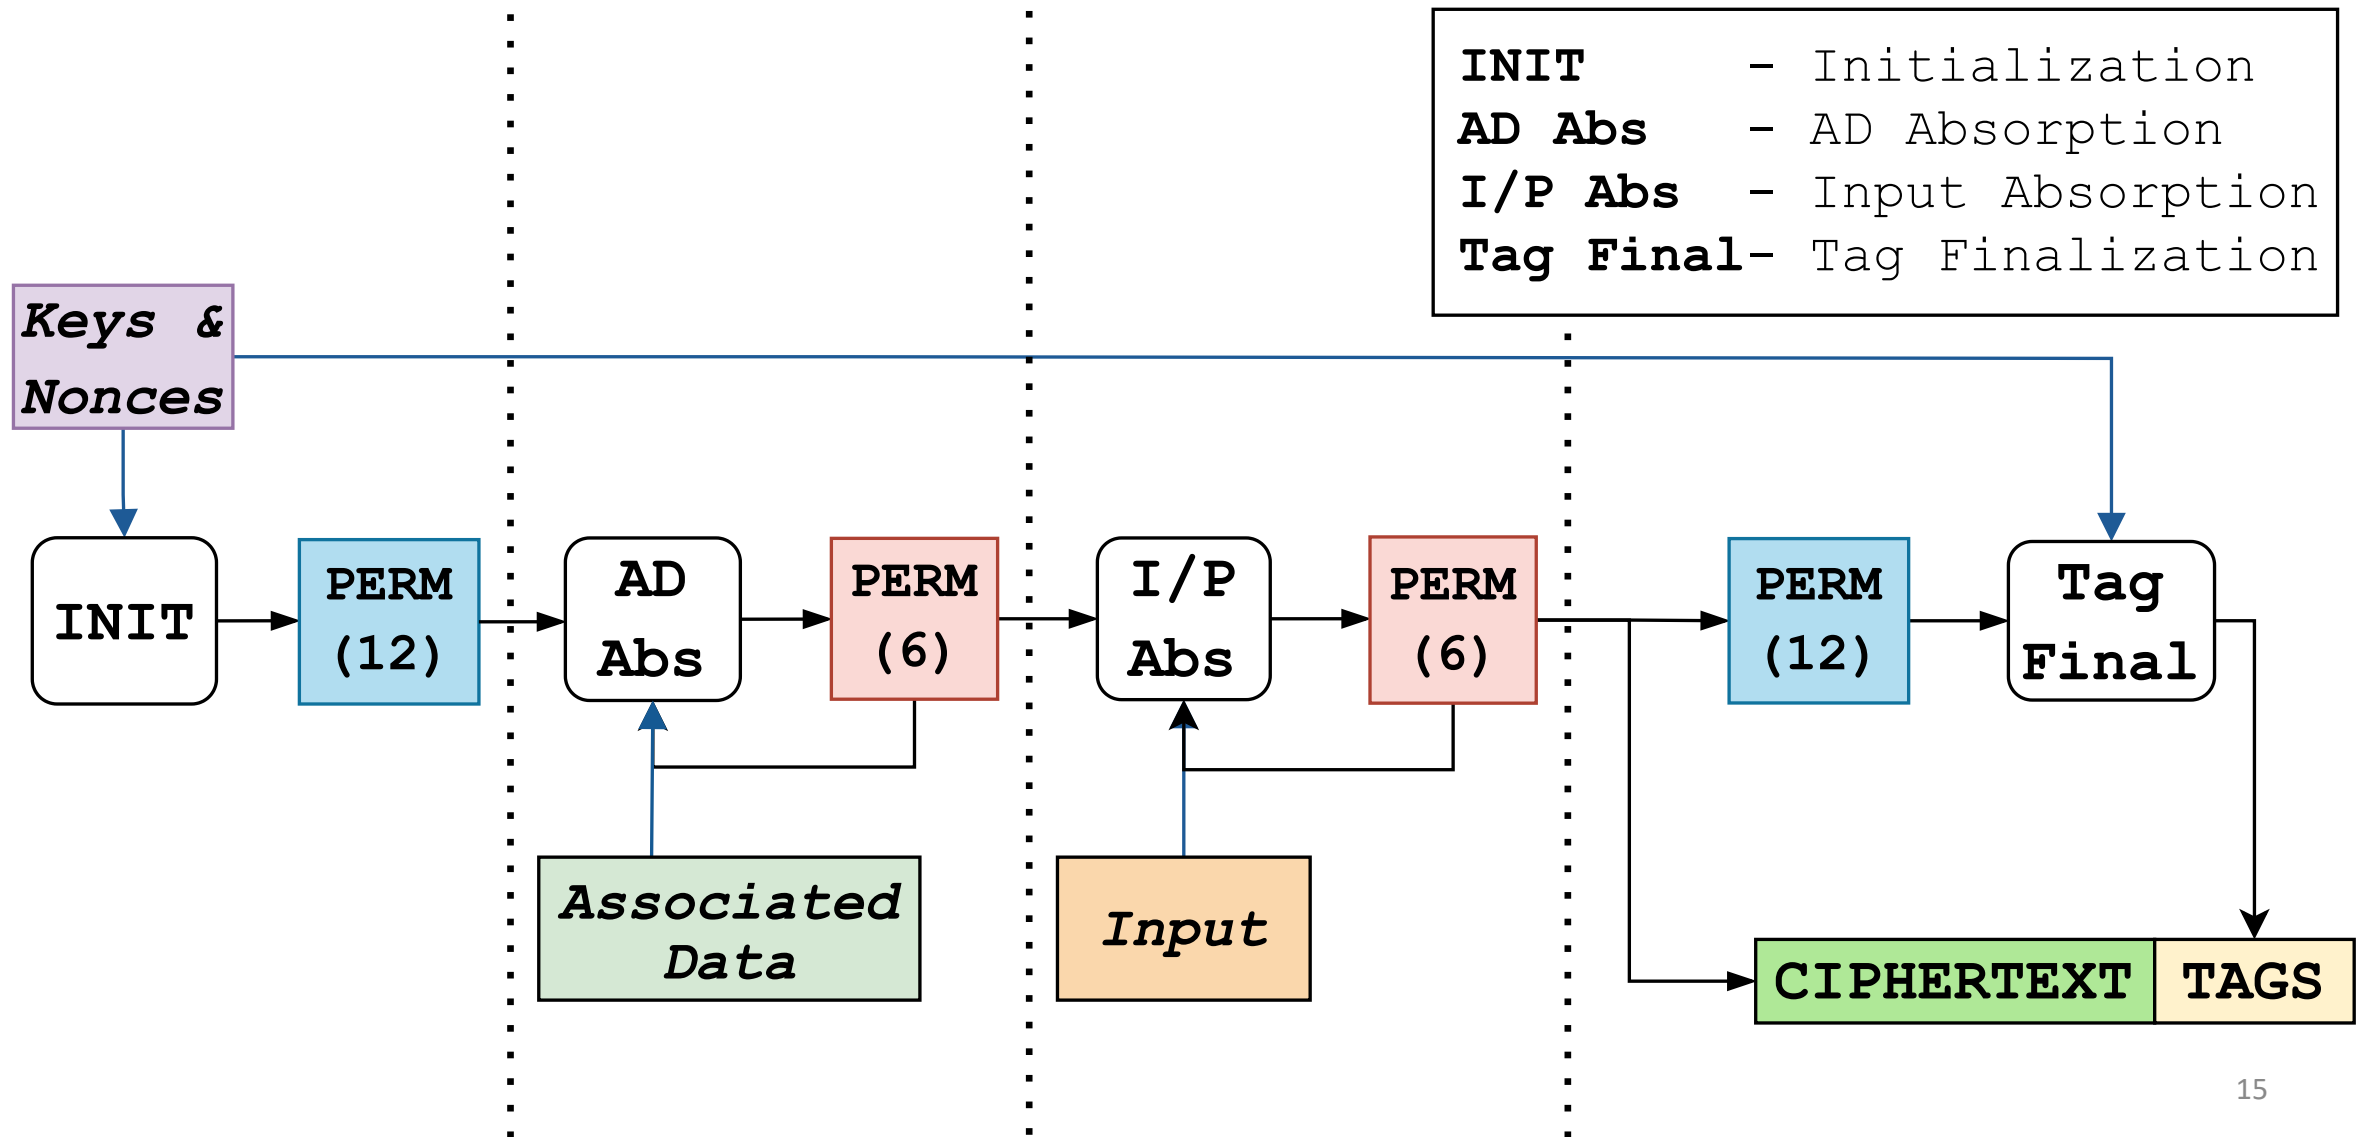 INIT - Initialization
AD Abs - AD Absorption
I/P Abs - Input Absorption
Tag Final- Tag Finalization
Keys &
Nonces
INIT
PERM
(12)
AD
Abs
PERM
(6)
I/P
Abs
PERM
(6)
PERM
(12)
Tag
Final
Associated
Data
Input
CIPHERTEXT
TAGS
15